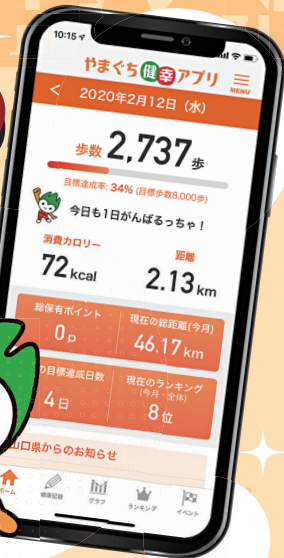 10:15
やまぐち健幸アプリ
MENU
< 2020年2月12日（水）
歩数 2,737歩
目標達成率: 34% (目標歩数8,000歩)
今日も1日がんばるっちゃ！
消費カロリー
距離
72 kcal
2.13 km
総保有ポイント
現在の総距離(今月)
0p
46.17 km
の目標達成日数
現在のランキング
(今月・全体)
4日
8位
山口県からのお知らせ
ホーム
健康記録
グラフ
ランキング
イベント